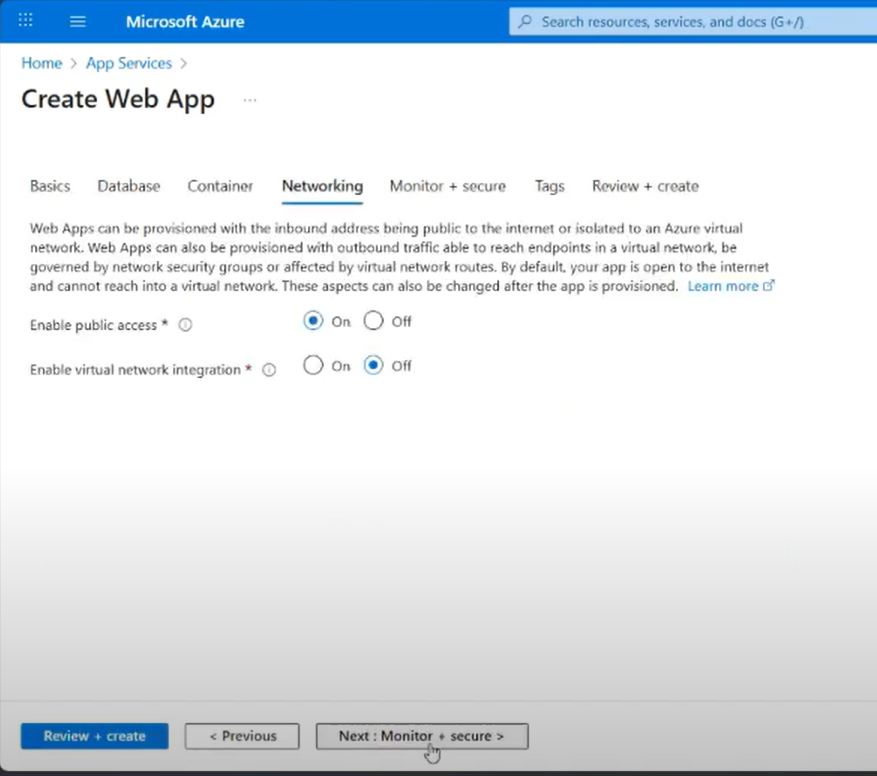 Microsoft Azure
Search resources, services, and docs (G+/)
Home > App Services >
Create Web App ...
Basics Database Container Networking Monitor + secure Tags Review + create
Web Apps can be provisioned with the inbound address being public to the internet or isolated to an Azure virtual
network. Web Apps can also be provisioned with outbound traffic able to reach endpoints in a virtual network, be
governed by network security groups or affected by virtual network routes. By default, your app is open to the internet
and cannot reach into a virtual network. These aspects can also be changed after the app is provisioned. Learn more
Enable public access * On Off
Enable virtual network integration * On Off
Review + create < Previous Next : Monitor + secure >